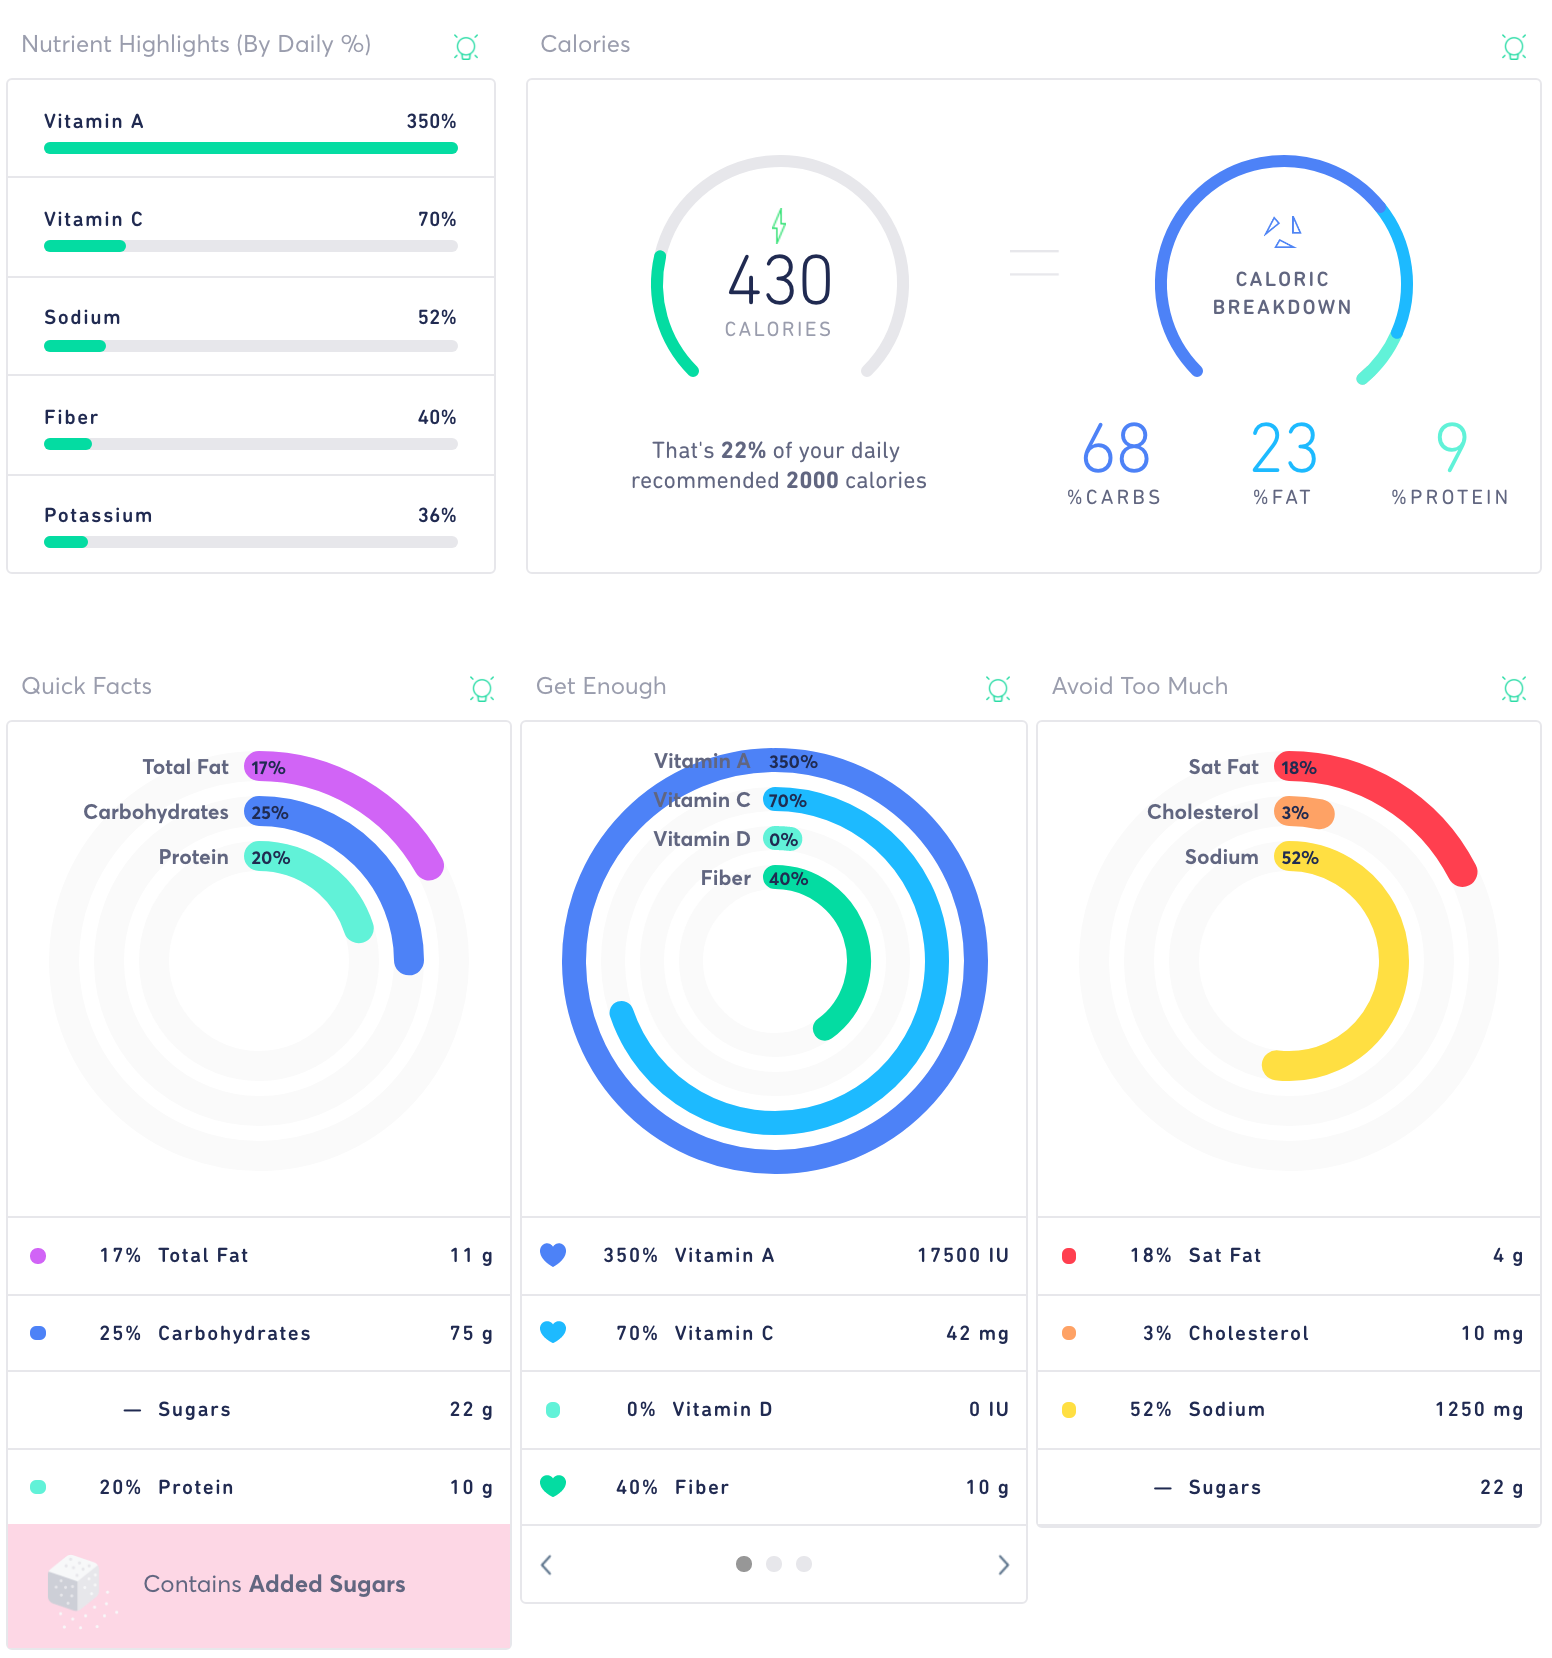 Nutrient Highlights (By Daily %)
Vitamin A 350%
Vitamin C 70%
Sodium 52%
Fiber 40%
Potassium 36%
Calories
430
CALORIES
That's 22% of your daily
recommended 2000 calories
CALORIC
BREAKDOWN
68 23 9
%CARBS %FAT %PROTEIN
Quick Facts
Total Fat 17%
Carbohydrates 25%
Protein 20%
17% Total Fat 11 g
25% Carbohydrates 75 g
— Sugars 22 g
20% Protein 10 g
Contains Added Sugars
Get Enough
Vitamin A 350%
Vitamin C 70%
Vitamin D 0%
Fiber 40%
350% Vitamin A 17500 IU
70% Vitamin C 42 mg
0% Vitamin D 0 IU
40% Fiber 10 g
Avoid Too Much
Sat Fat 18%
Cholesterol 3%
Sodium 52%
18% Sat Fat 4 g
3% Cholesterol 10 mg
52% Sodium 1250 mg
— Sugars 22 g